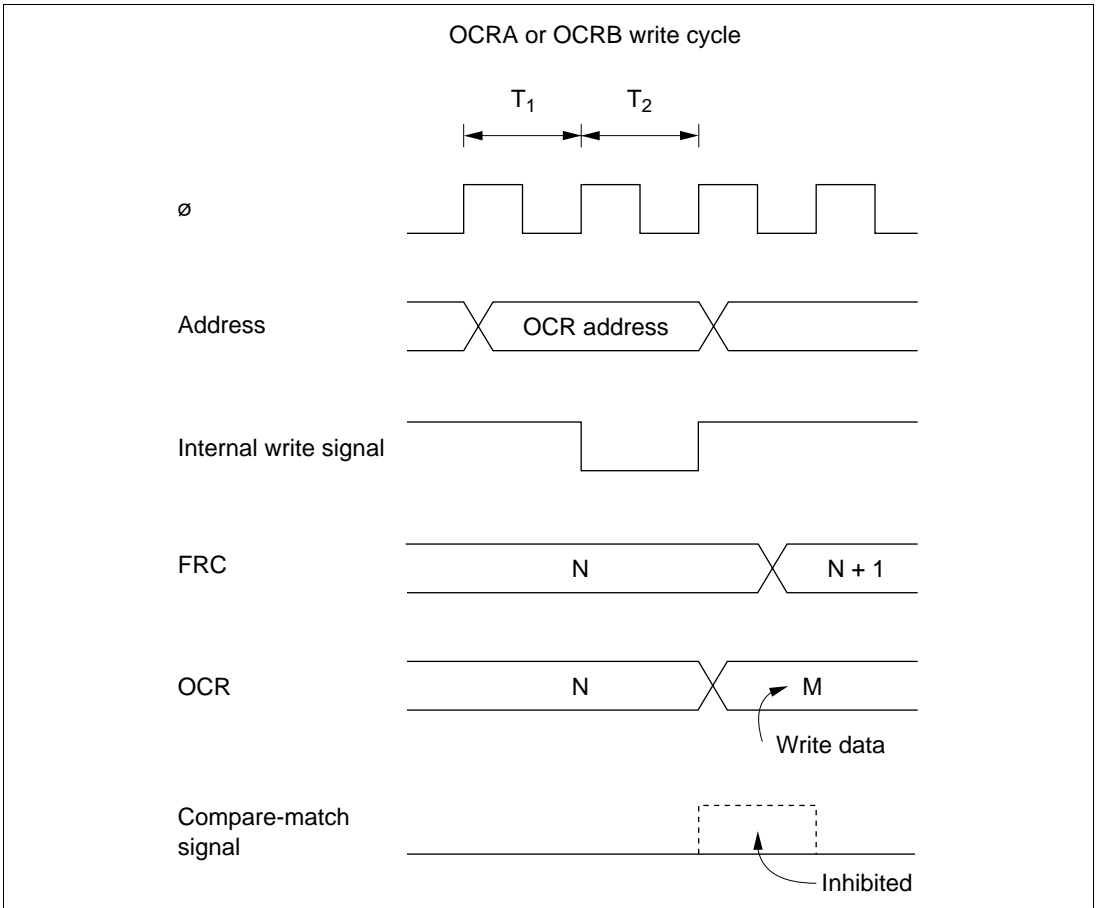 OCRA or OCRB write cycle
T1 T2
ø
Address OCR address
Internal write signal
FRC N N + 1
OCR N M
Write data
Compare-match
signal
Inhibited